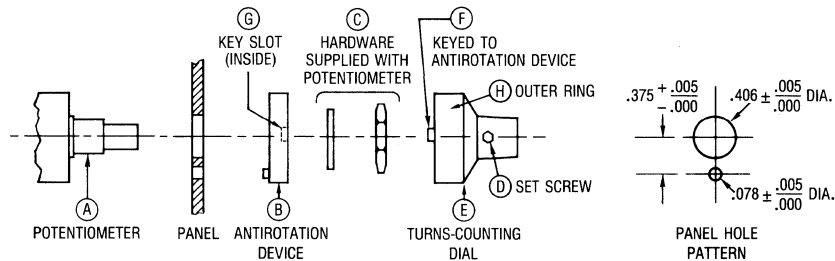 G
KEY SLOT
(INSIDE)
C
HARDWARE
SUPPLIED WITH
POTENTIOMETER
F
KEYED TO
ANTIROTATION DEVICE
H OUTER RING
D SET SCREW
A
POTENTIOMETER
PANEL
B
ANTIROTATION
DEVICE
E
TURNS-COUNTING
DIAL
.375 + .005
- .000
.406 ± .005 DIA.
.000
.078 ± .005 DIA.
.000
PANEL HOLE
PATTERN